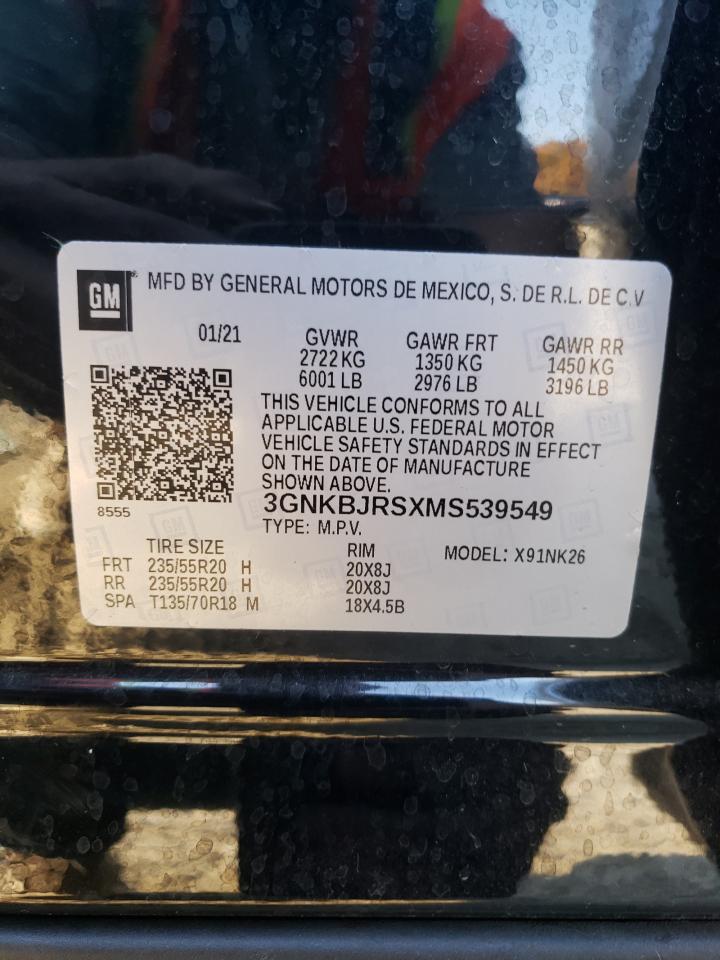 GM
MFD BY GENERAL MOTORS DE MEXICO, S. DE R.L. DE C.V
01/21
GVWR GAWR FRT GAWR RR
2722 KG 1350 KG 1450 KG
6001 LB 2976 LB 3196 LB
THIS VEHICLE CONFORMS TO ALL
APPLICABLE U.S. FEDERAL MOTOR
VEHICLE SAFETY STANDARDS IN EFFECT
ON THE DATE OF MANUFACTURE
SHOWN ABOVE.
8555
3GNKBJRSXMS539549
TYPE: M.P.V.
TIRE SIZE RIM MODEL: X91NK26
FRT 235/55R20 H 20X8J
RR 235/55R20 H 20X8J
SPA T135/70R18 M 18X4.5B